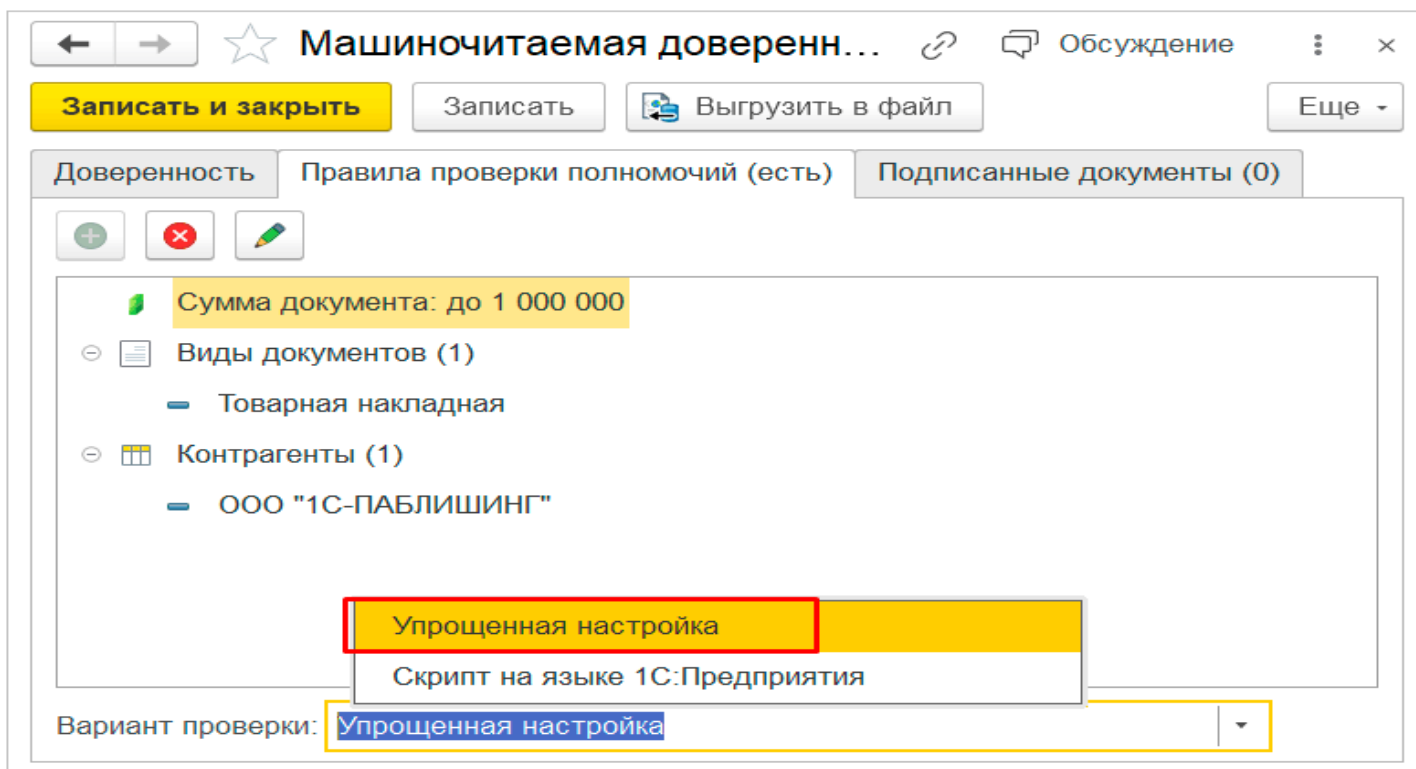 Машиночитаемая доверенн... Обсуждение
Записать и закрыть Записать Выгрузить в файл Еще
Доверенность Правила проверки полномочий (есть) Подписанные документы (0)
Сумма документа: до 1 000 000
Виды документов (1)
Товарная накладная
Контрагенты (1)
ООО "1С-ПАБЛИШИНГ"
Упрощенная настройка
Скрипт на языке 1С:Предприятия
Вариант проверки: Упрощенная настройка